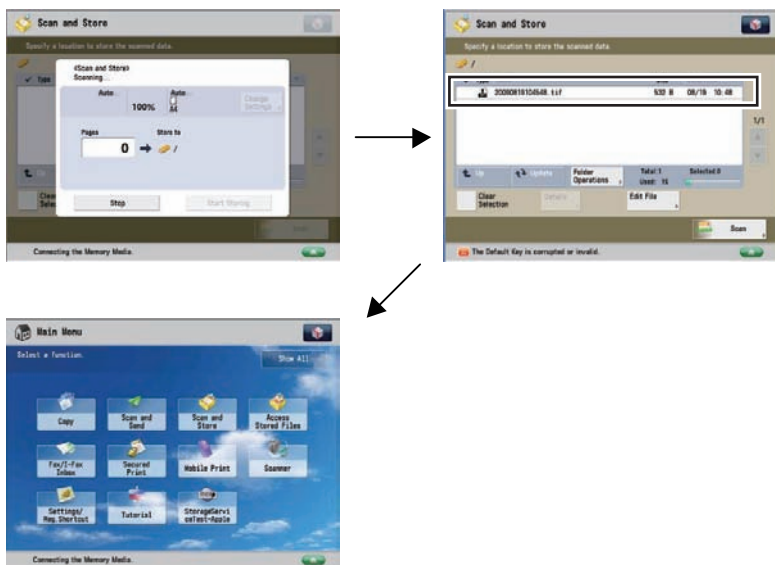 Scan and Store
Specify a location to store the scanned data.
Type
<Scan and Store>
Scanning...
Auto
100%
Auto
A4
Change
Settings
Pages
Store to
0
/
Up
Stop
Start Storing
Clear
Connecting the Memory Media.
Scan and Store
Specify a location to store the scanned data.
/
20080818104548.tif 532 B 08/18 10:48
1/1
Up
Update
Folder
Operations
Total:1
Selected:0
Used:
Clear
Selection
Details
Edit File
Scan
The Default Key is corrupted or invalid.
Main Menu
Select a function.
Show All
Copy
Scan and
Send
Scan and
Store
Access
Stored Files
Fax/I-Fax
Inbox
Secured
Print
Mobile Print
Scanner
Settings/
Reg.Shortcut
Tutorial
StorageServi
ceTest-Apple
Connecting the Memory Media.